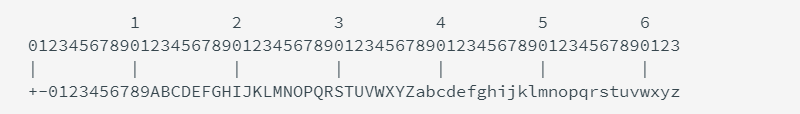 1         2         3         4         5         6
0123456789012345678901234567890123456789012345678901234567890123
|         |         |         |         |         |         |
+-0123456789ABCDEFGHIJKLMNOPQRSTUVWXYZabcdefghijklmnopqrstuvwxyz